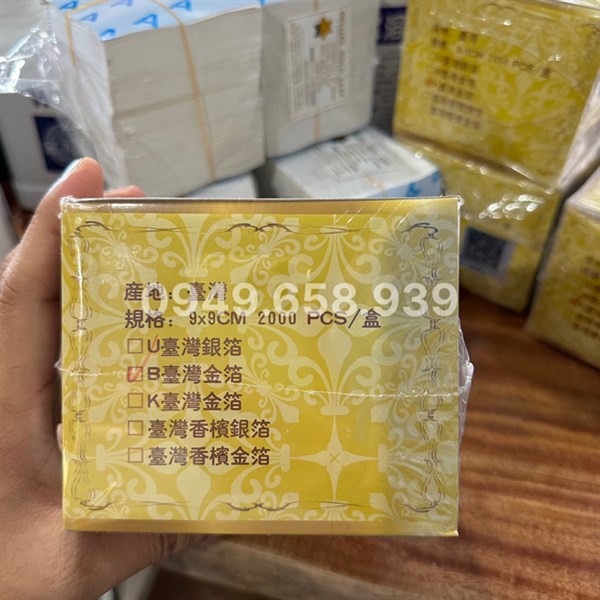 產地: 臺灣
0949 658 939
規格: 9x9CM 2000 PCS/盒
□U臺灣銀箔
☑B臺灣金箔
□K臺灣金箔
□臺灣香檳銀箔
□臺灣香檳金箔